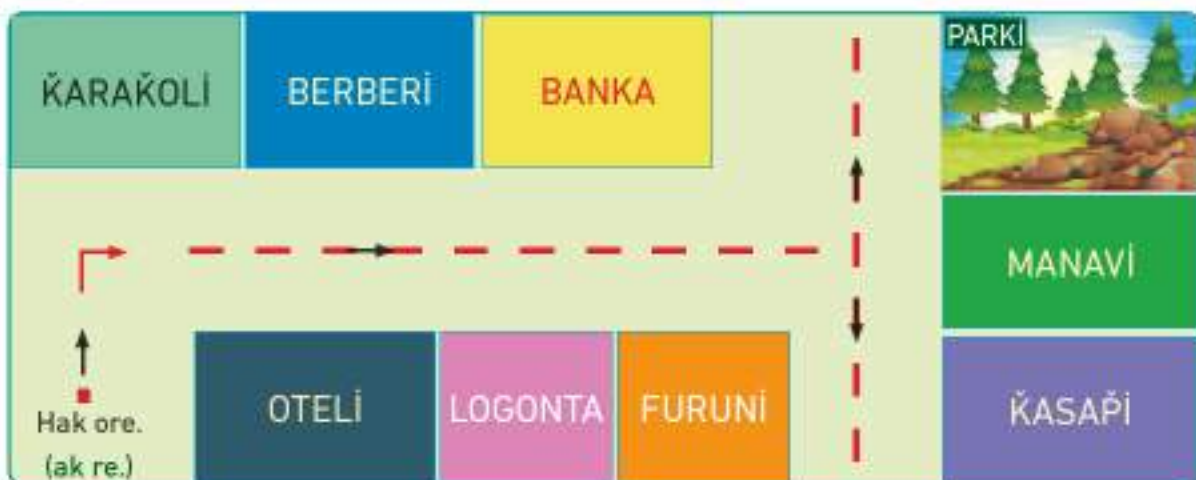 ǨARAǨOLİ
BERBERİ
BANKA
PARKİ
MANAVİ
Hak ore.
(ak re.)
OTELİ
LOGONTA
FURUNİ
ǨASAP̌İ